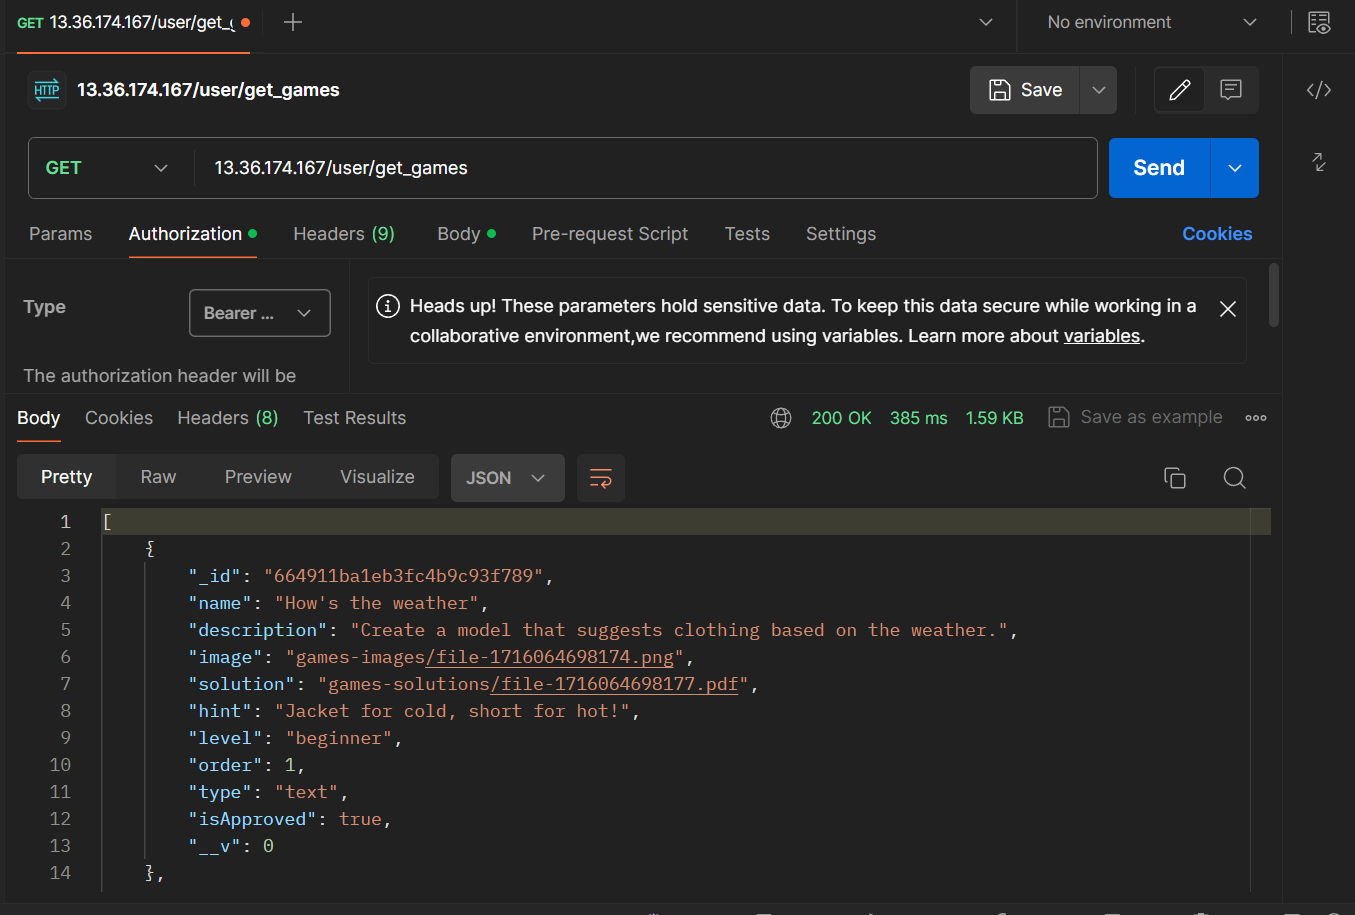 GET 13.36.174.167/user/get_
No environment
HTTP 13.36.174.167/user/get_games
Save
GET 13.36.174.167/user/get_games
Send
Params Authorization Headers (9) Body Pre-request Script Tests Settings Cookies
Type
Bearer ...
Heads up! These parameters hold sensitive data. To keep this data secure while working in a
collaborative environment,we recommend using variables. Learn more about variables.
The authorization header will be
Body Cookies Headers (8) Test Results 200 OK 385 ms 1.59 KB Save as example
Pretty Raw Preview Visualize JSON
1 [
2 {
3 "_id": "664911ba1eb3fc4b9c93f789",
4 "name": "How's the weather",
5 "description": "Create a model that suggests clothing based on the weather.",
6 "image": "games-images/file-1716064698174.png",
7 "solution": "games-solutions/file-1716064698177.pdf",
8 "hint": "Jacket for cold, short for hot!",
9 "level": "beginner",
10 "order": 1,
11 "type": "text",
12 "isApproved": true,
13 "__v": 0
14 },